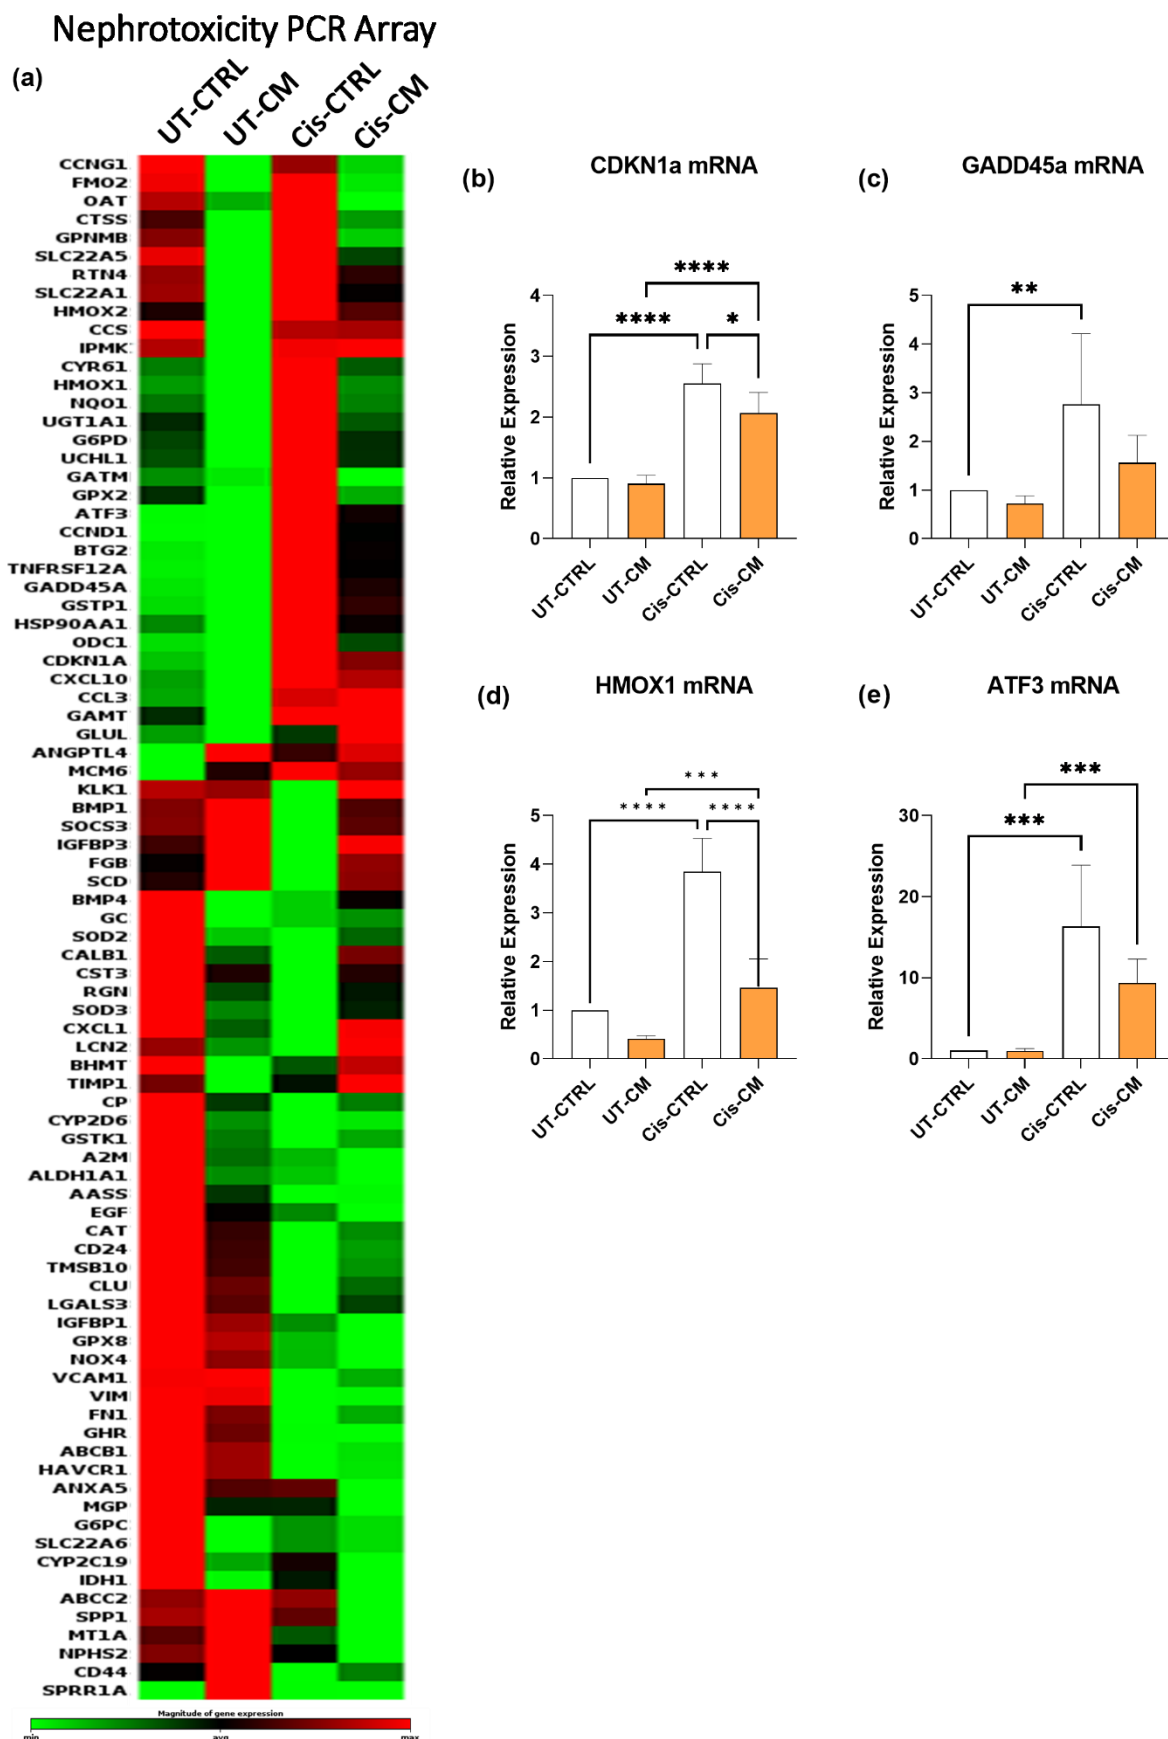 Nephrotoxicity PCR Array
(a)
UT-CTRL
UT-CM
Cis-CTRL
Cis-CM
CCNG1
FMO2
OAT
CTSS
GPNMB
SLC22A5
RTN4
SLC22A1
HMOX2
CCS
IPMK
CYR61
HMOX1
NQO1
UGT1A1
G6PD
UCHL1
GATM
GPX2
ATF3
CCND1
BTG2
TNFRSF12A
GADD45A
GSTP1
HSP90AA1
ODC1
CDKN1A
CXCL10
CCL3
GAMT
GLUL
ANGPTL4
MCM6
KLK1
BMP1
SOCS3
IGFBP3
FGB
SCD
BMP4
GC
SOD2
CALB1
CST3
RGN
SOD3
CXCL1
LCN2
BHMT
TIMP1
CP
CYP2D6
GSTK1
A2M
ALDH1A1
AASS
EGF
CAT
CD24
TMSB10
CLU
LGALS3
IGFBP1
GPX8
NOX4
VCAM1
VIM
FN1
GHR
ABCB1
HAVCR1
ANXA5
MGP
G6PC
SLC22A6
CYP2C19
IDH1
ABCC2
SPP1
MT1A
NPHS2
CD44
SPRR1A
Magnitude of gene expression
min avg max
(b) CDKN1a mRNA
Relative Expression
4
3
2
1
0
****
**** *
UT-CTRL
UT-CM
Cis-CTRL
Cis-CM
(c) GADD45a mRNA
Relative Expression
5
4
3
2
1
0
**
UT-CTRL
UT-CM
Cis-CTRL
Cis-CM
(d) HMOX1 mRNA
Relative Expression
5
4
3
2
1
0
***
**** ****
UT-CTRL
UT-CM
Cis-CTRL
Cis-CM
(e) ATF3 mRNA
Relative Expression
30
20
10
0
***
***
UT-CTRL
UT-CM
Cis-CTRL
Cis-CM